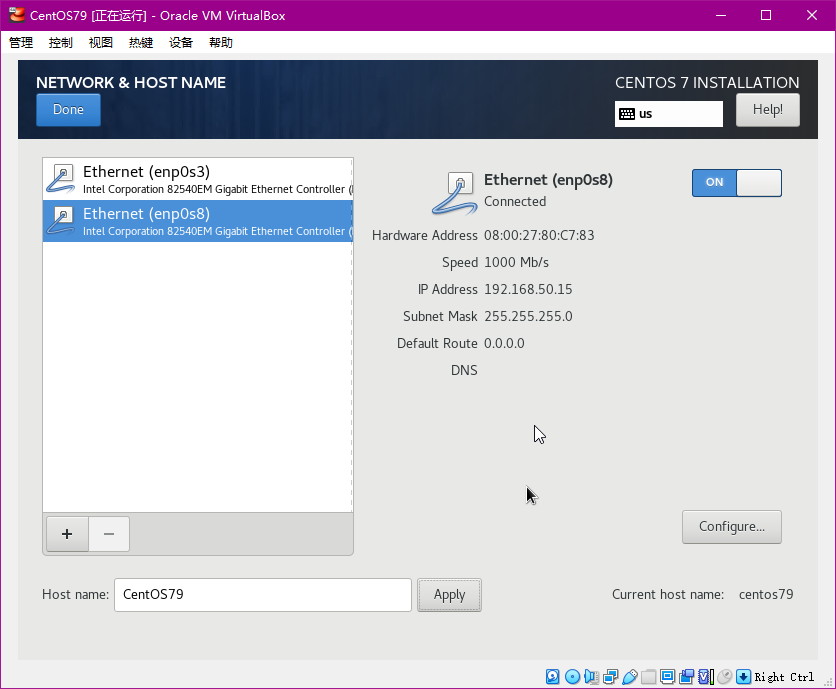 CentOS79 [正在运行] - Oracle VM VirtualBox
管理 控制 视图 热键 设备 帮助
NETWORK & HOST NAME
CENTOS 7 INSTALLATION
Done
us
Help!
Ethernet (enp0s3)
Intel Corporation 82540EM Gigabit Ethernet Controller (
Ethernet (enp0s8)
Intel Corporation 82540EM Gigabit Ethernet Controller (
Ethernet (enp0s8)
Connected
ON
Hardware Address 08:00:27:80:C7:83
Speed 1000 Mb/s
IP Address 192.168.50.15
Subnet Mask 255.255.255.0
Default Route 0.0.0.0
DNS
+ −
Configure...
Host name: CentOS79 Apply
Current host name: centos79
Right Ctrl